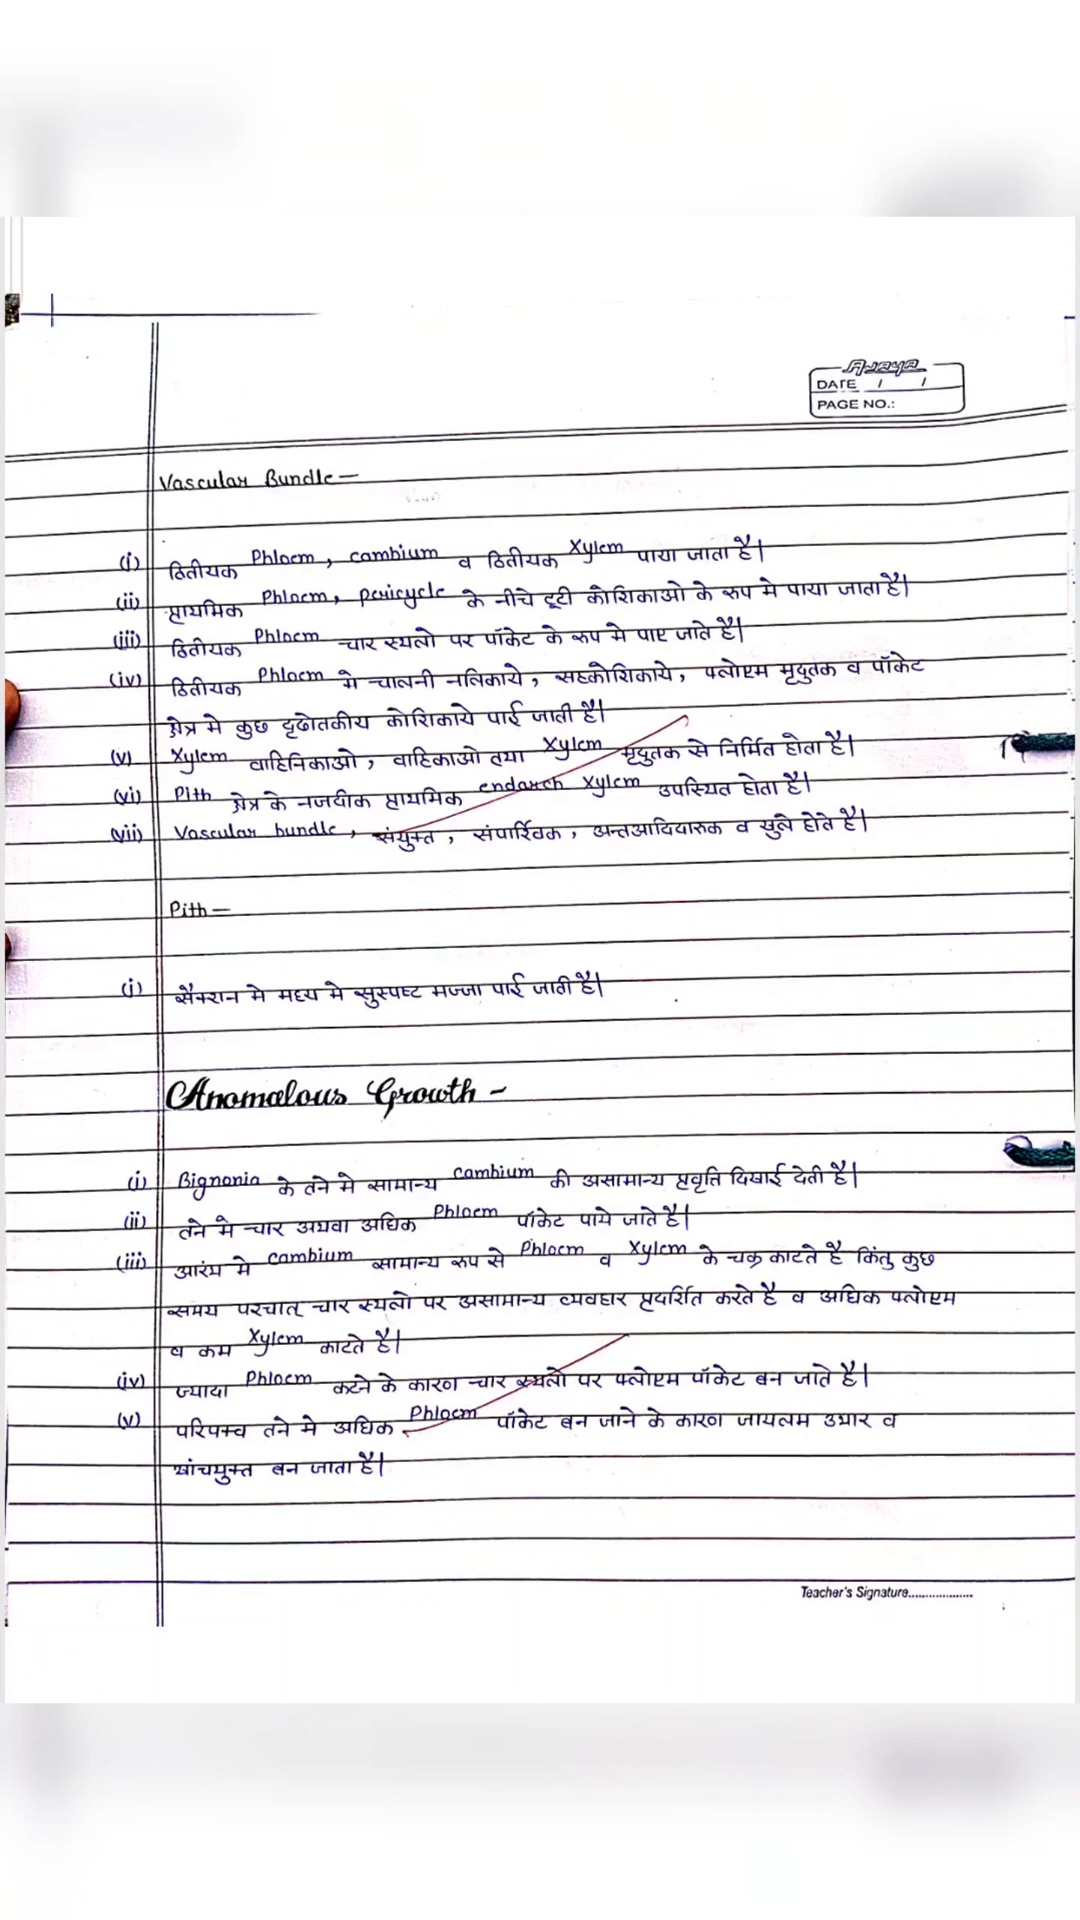 Ajaya
DATE / /
PAGE NO.:
Vascular Bundle –
(i) द्वितीयक Phloem, cambium व द्वितीयक Xylem पाया जाता है।
(ii) प्राथमिक Phloem, pericycle के नीचे टूटी कोशिकाओ के रूप मे पाया जाता है।
(iii) द्वितीयक Phloem चार स्थलो पर पॉकेट के रूप मे पाए जाते है।
(iv) द्वितीयक Phloem मे चालनी नलिकाये, सहकोशिकाये, फ्लोएम मृदुतक व पॉकेट
क्षेत्र मे कुछ दृढोतकीय कोशिकाये पाई जाती है।
(v) Xylem वाहिनिकाओ, वाहिकाओ तथा Xylem मृदुतक से निर्मित होता है।
(vi) Pith क्षेत्र के नजदीक प्राथमिक endarch Xylem उपस्थित होता है।
(vii) Vascular bundle, संयुक्त, संपार्श्विक, अन्तआदिदारुक व खुले होते है।
Pith –
(i) सैक्शन मे मध्य मे सुस्पष्ट मज्जा पाई जाती है।
Anomalous Growth –
(i) Bignonia के तने मे सामान्य cambium की असामान्य प्रवृति दिखाई देती है।
(ii) तने मे चार अथवा अधिक Phloem पॉकेट पाये जाते है।
(iii) आरंभ मे cambium सामान्य रूप से Phloem व Xylem के चक्र काटते है किंतु कुछ
समय पश्चात् चार स्थलो पर असामान्य व्यवहार प्रदर्शित करते है व अधिक फ्लोएम
व कम Xylem काटते है।
(iv) ज्यादा Phloem कटने के कारण चार स्थलो पर फ्लोएम पॉकेट बन जाते है।
(v) परिपक्व तने मे अधिक Phloem पॉकेट बन जाने के कारण जायलम उभार व
खांचयुक्त बन जाता है।
Teacher's Signature...................